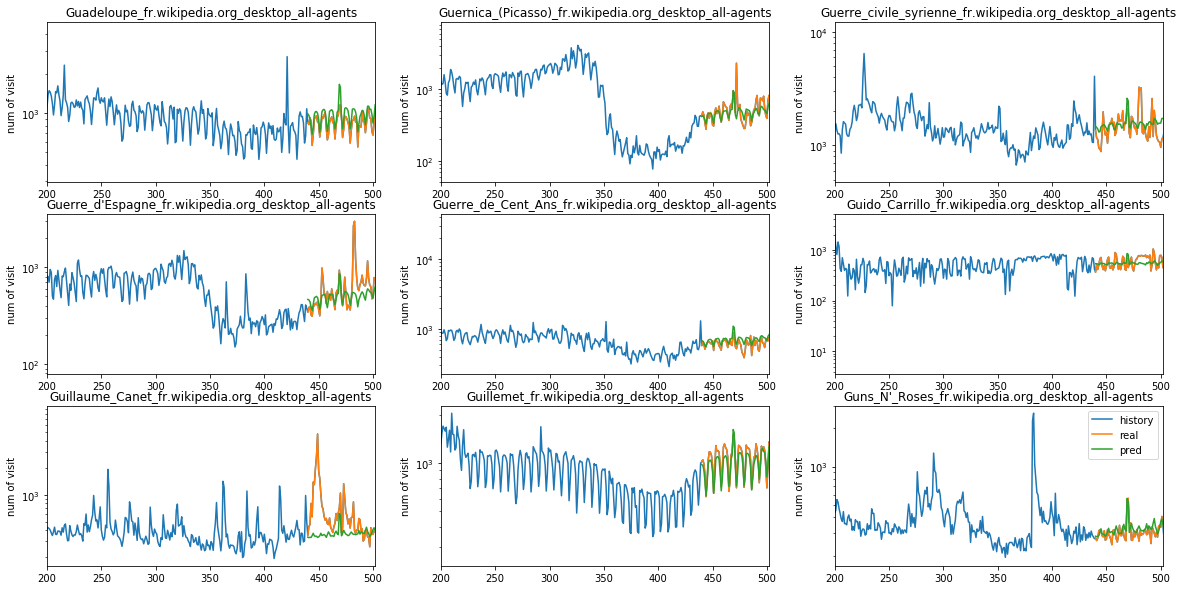 Guadeloupe_fr.wikipedia.org_desktop_all-agents
num of visit
10³
200 250 300 350 400 450 500
Guernica_(Picasso)_fr.wikipedia.org_desktop_all-agents
num of visit
10³
10²
200 250 300 350 400 450 500
Guerre_civile_syrienne_fr.wikipedia.org_desktop_all-agents
num of visit
10⁴
10³
200 250 300 350 400 450 500
Guerre_d'Espagne_fr.wikipedia.org_desktop_all-agents
num of visit
10³
10²
200 250 300 350 400 450 500
Guerre_de_Cent_Ans_fr.wikipedia.org_desktop_all-agents
num of visit
10⁴
10³
200 250 300 350 400 450 500
Guido_Carrillo_fr.wikipedia.org_desktop_all-agents
num of visit
10³
10²
10¹
200 250 300 350 400 450 500
Guillaume_Canet_fr.wikipedia.org_desktop_all-agents
num of visit
10³
200 250 300 350 400 450 500
Guillemet_fr.wikipedia.org_desktop_all-agents
num of visit
10³
200 250 300 350 400 450 500
Guns_N'_Roses_fr.wikipedia.org_desktop_all-agents
num of visit
10³
history
real
pred
200 250 300 350 400 450 500